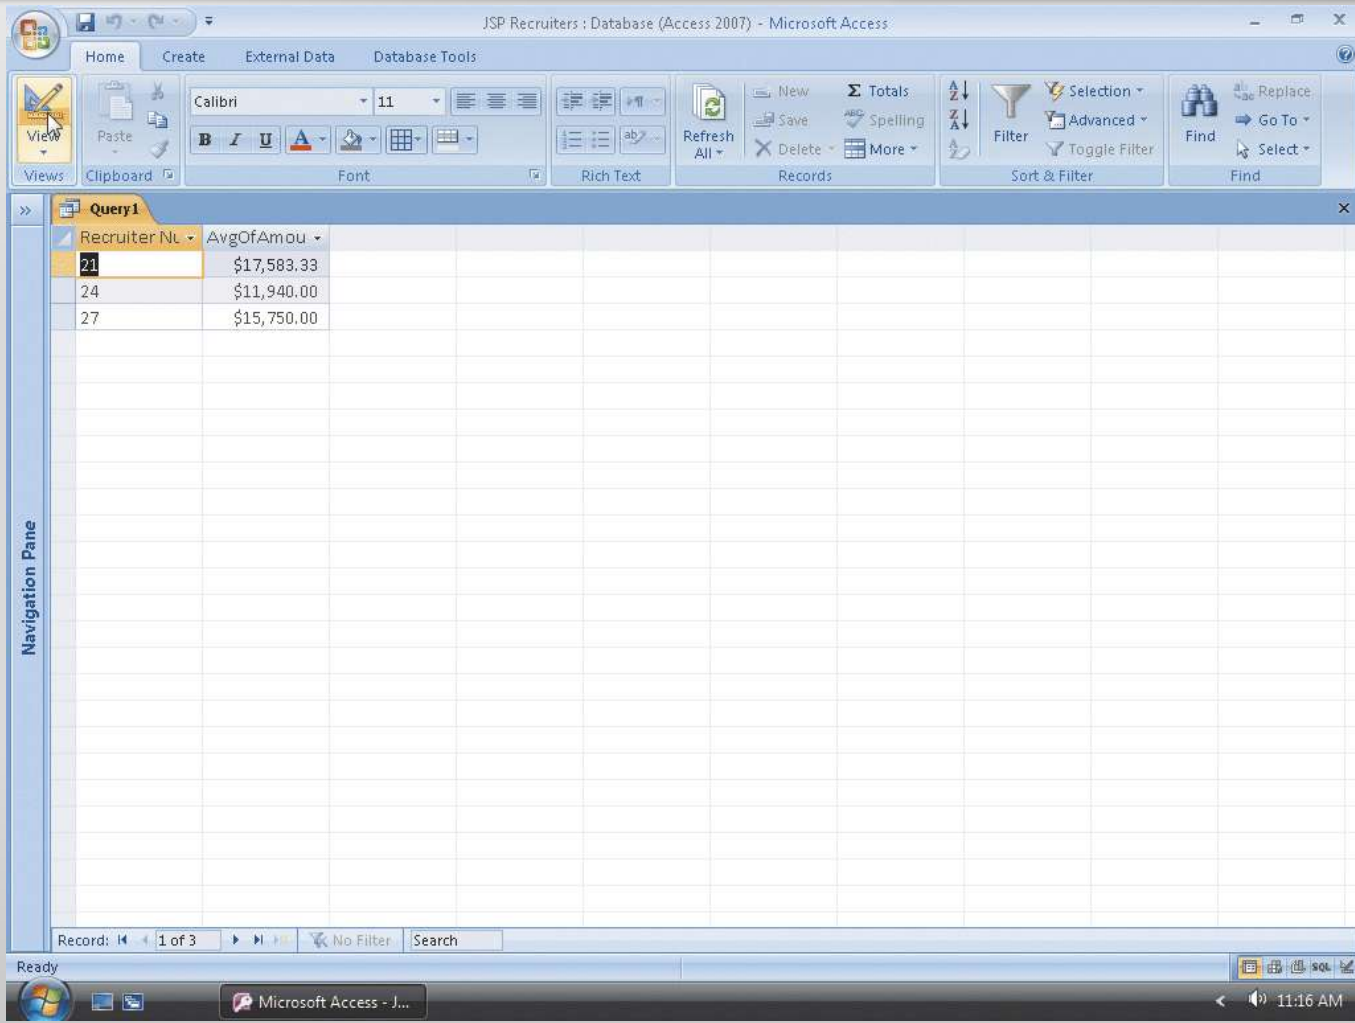 JSP Recruiters : Database (Access 2007) - Microsoft Access
Home Create External Data Database Tools
View Paste Calibri 11 B I U A Refresh All New Save Delete Σ Totals Spelling More Filter Selection Advanced Toggle Filter Find Replace Go To Select
Views Clipboard Font Rich Text Records Sort & Filter Find
Query1
Recruiter Nu AvgOfAmou
21 $17,583.33
24 $11,940.00
27 $15,750.00
Navigation Pane
Record: 1 of 3 No Filter Search
Ready SQL
Microsoft Access - J... 11:16 AM